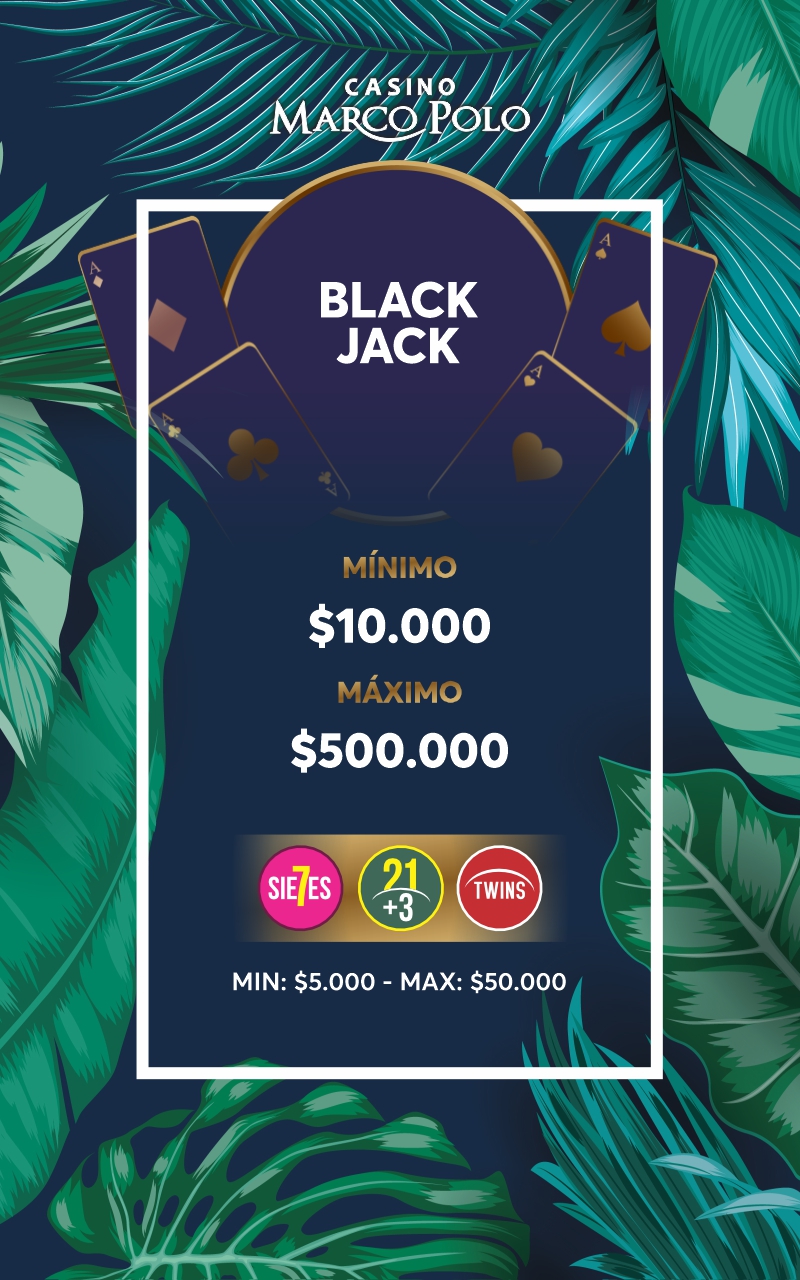 CASINO
MARCO POLO
A
A
BLACK
JACK
A
A
A
MÍNIMO
$10.000
MÁXIMO
$500.000
SIE7ES
21
+3
TWINS
MIN: $5.000 - MAX: $50.000